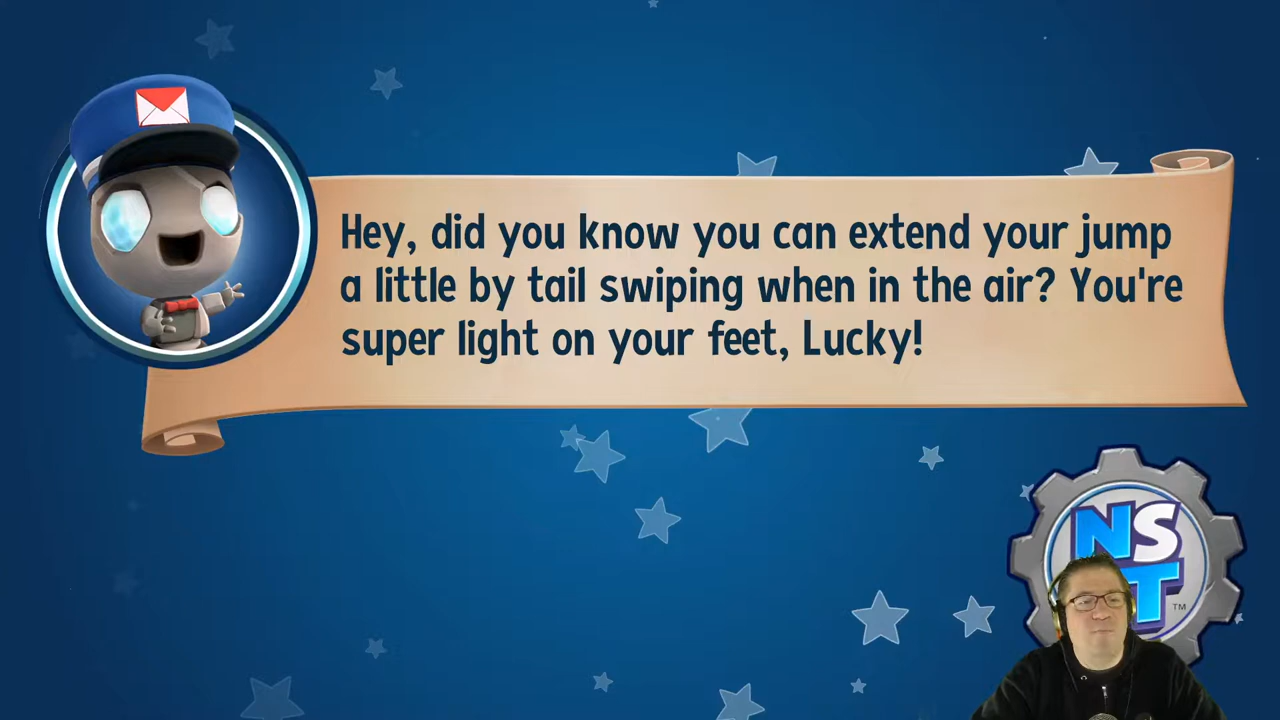 Hey, did you know you can extend your jump
a little by tail swiping when in the air? You're
super light on your feet, Lucky!
NS
T
TM